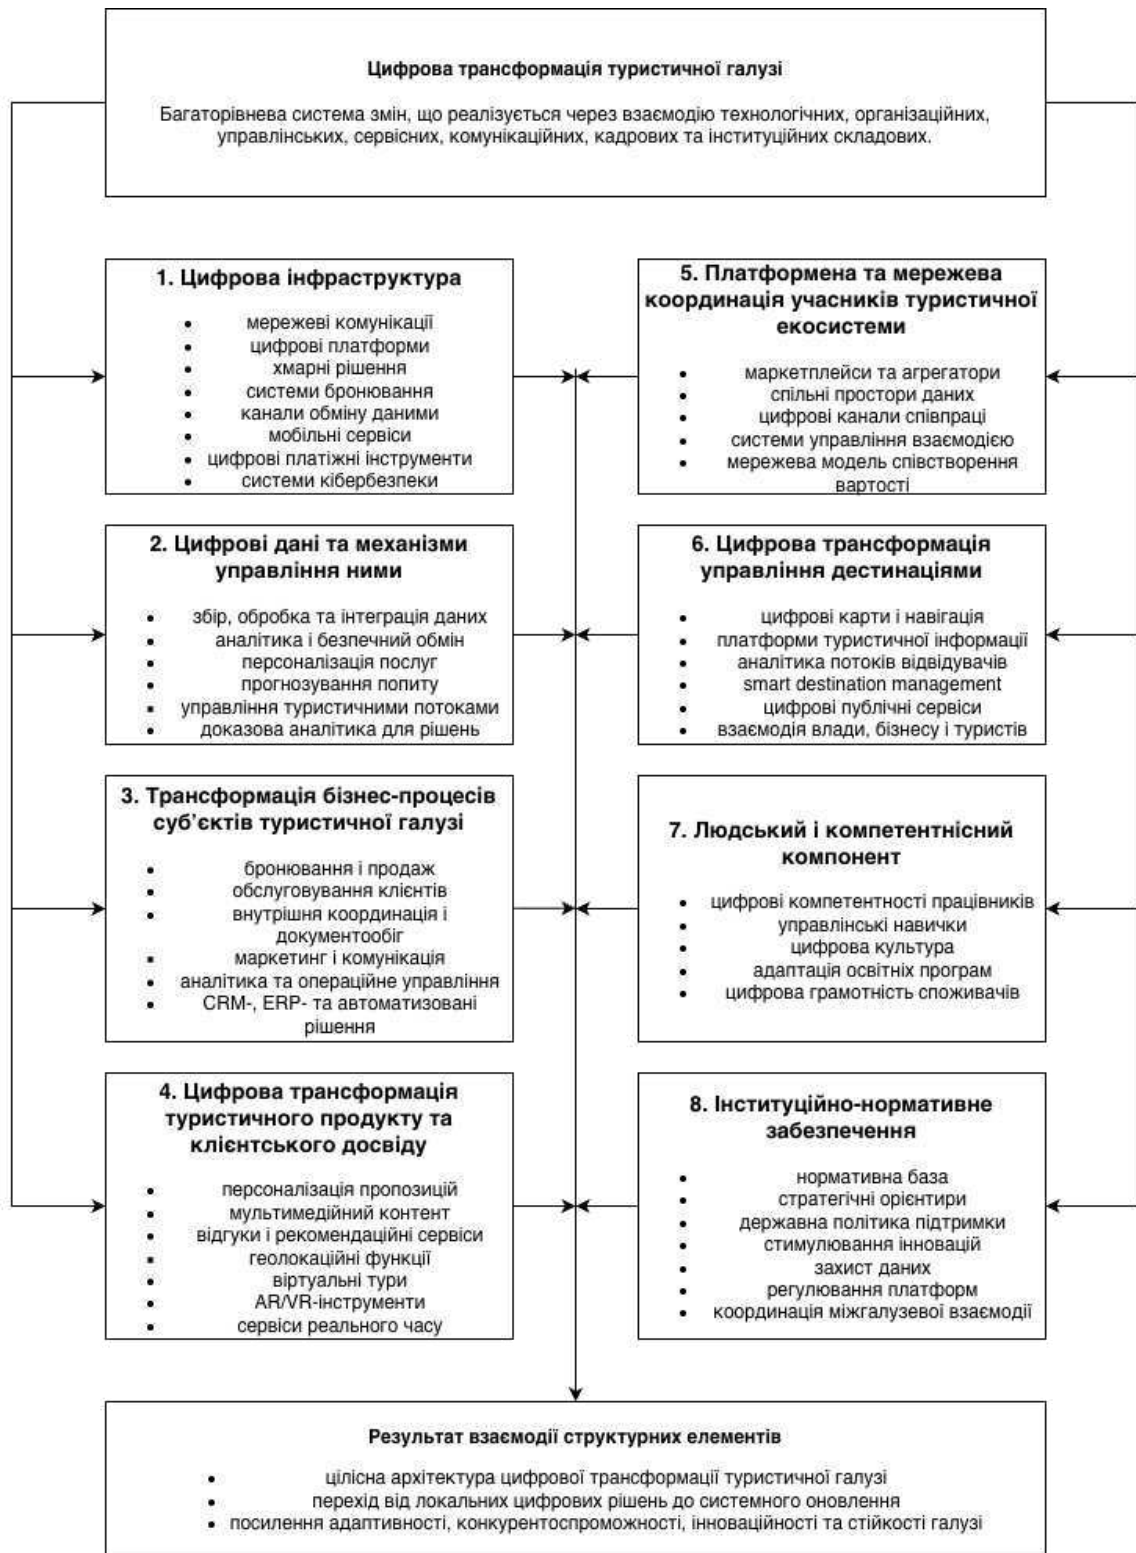 Цифрова трансформація туристичної галузі
Багаторівнева система змін, що реалізується через взаємодію технологічних, організаційних,
управлінських, сервісних, комунікаційних, кадрових та інституційних складових.
1. Цифрова інфраструктура
• мережеві комунікації
• цифрові платформи
• хмарні рішення
• системи бронювання
• канали обміну даними
• мобільні сервіси
• цифрові платіжні інструменти
• системи кібербезпеки
2. Цифрові дані та механізми
управління ними
• збір, обробка та інтеграція даних
• аналітика і безпечний обмін
• персоналізація послуг
• прогнозування попиту
• управління туристичними потоками
• доказова аналітика для рішень
3. Трансформація бізнес-процесів
суб’єктів туристичної галузі
• бронювання і продаж
• обслуговування клієнтів
• внутрішня координація і
документообіг
• маркетинг і комунікація
• аналітика та операційне управління
• CRM-, ERP- та автоматизовані
рішення
4. Цифрова трансформація
туристичного продукту та
клієнтського досвіду
• персоналізація пропозицій
• мультимедійний контент
• відгуки і рекомендаційні сервіси
• геолокаційні функції
• віртуальні тури
• AR/VR-інструменти
• сервіси реального часу
5. Платформена та мережева
координація учасників туристичної
екосистеми
• маркетплейси та агрегатори
• спільні простори даних
• цифрові канали співпраці
• системи управління взаємодією
• мережева модель співстворення
вартості
6. Цифрова трансформація
управління дестинаціями
• цифрові карти і навігація
• платформи туристичної інформації
• аналітика потоків відвідувачів
• smart destination management
• цифрові публічні сервіси
• взаємодія влади, бізнесу і туристів
7. Людський і компетентнісний
компонент
• цифрові компетентності працівників
• управлінські навички
• цифрова культура
• адаптація освітніх програм
• цифрова грамотність споживачів
8. Інституційно-нормативне
забезпечення
• нормативна база
• стратегічні орієнтири
• державна політика підтримки
• стимулювання інновацій
• захист даних
• регулювання платформ
• координація міжгалузевої взаємодії
Результат взаємодії структурних елементів
• цілісна архітектура цифрової трансформації туристичної галузі
• перехід від локальних цифрових рішень до системного оновлення
• посилення адаптивності, конкурентоспроможності, інноваційності та стійкості галузі